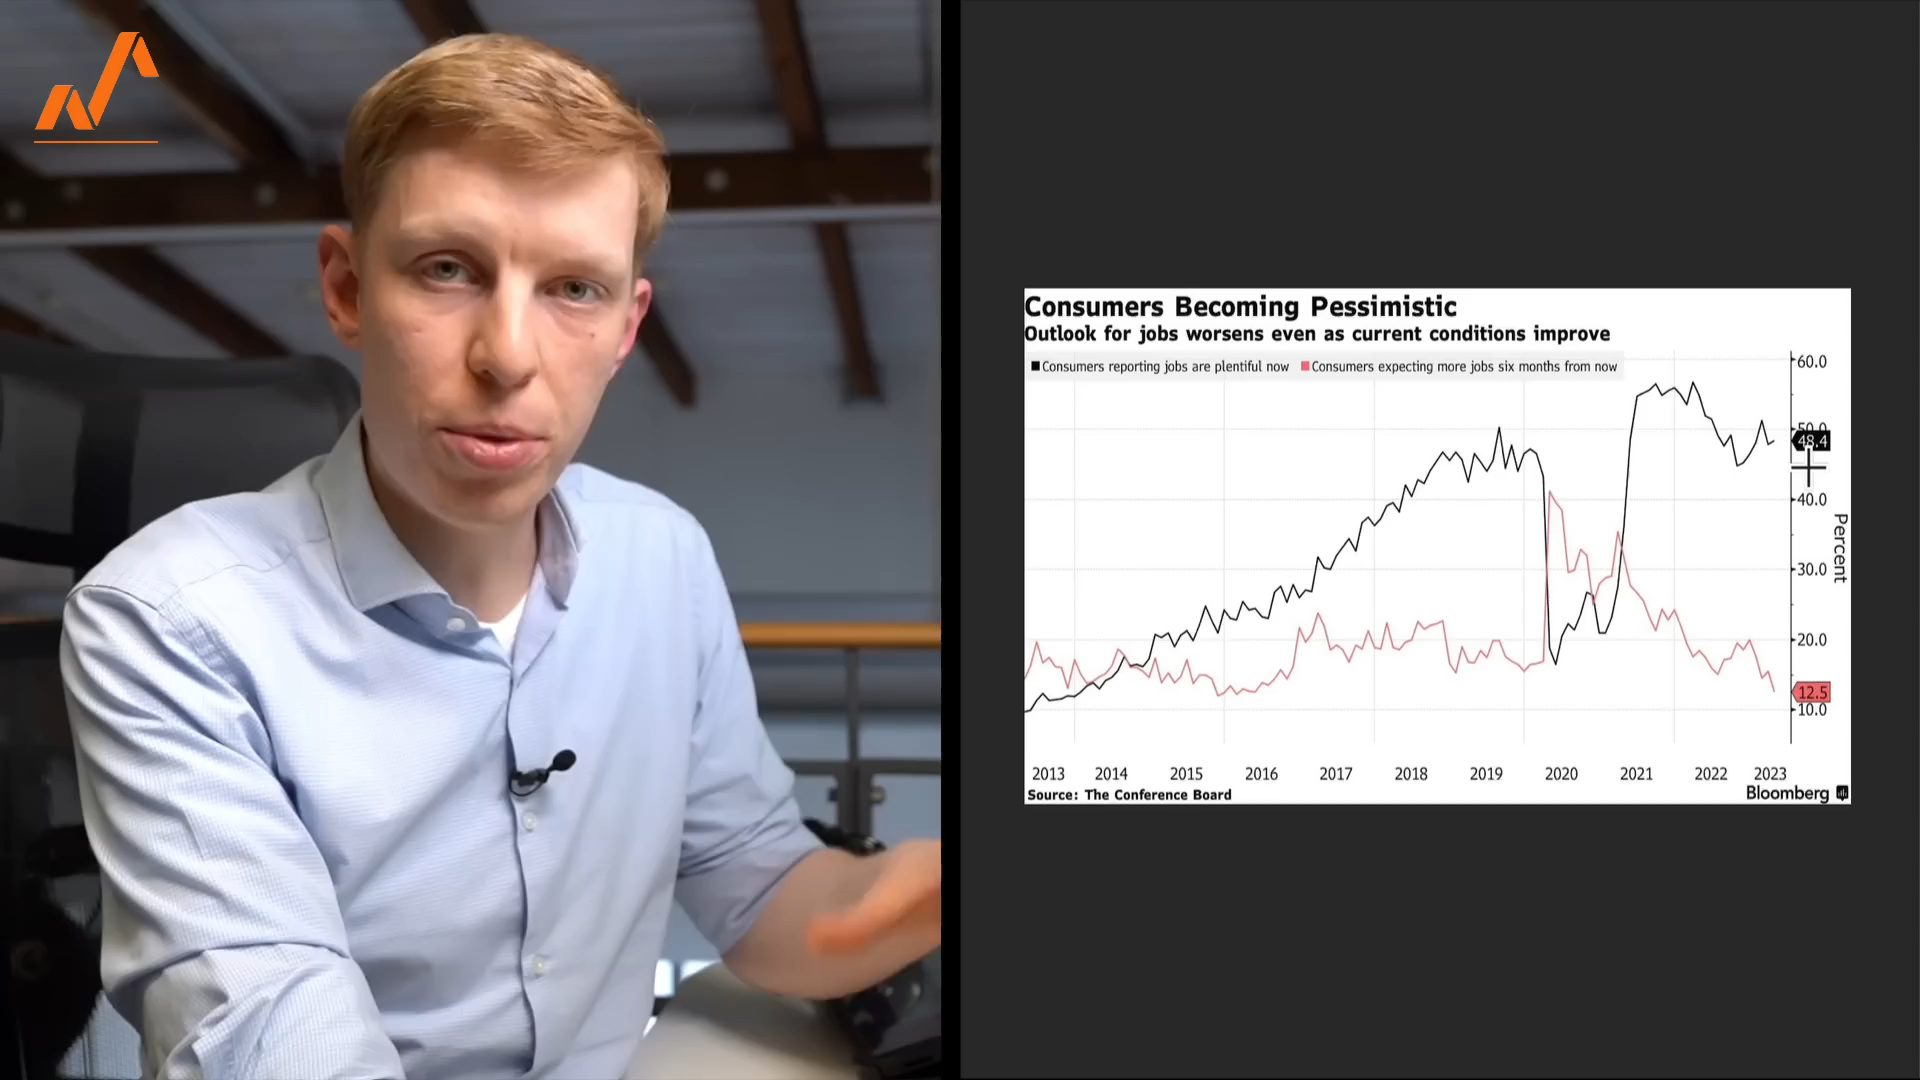 Consumers Becoming Pessimistic
Outlook for jobs worsens even as current conditions improve
Consumers reporting jobs are plentiful now Consumers expecting more jobs six months from now
60.0
50.0
48.4
40.0
30.0
20.0
12.5
10.0
Percent
2013 2014 2015 2016 2017 2018 2019 2020 2021 2022 2023
Source: The Conference Board
Bloomberg